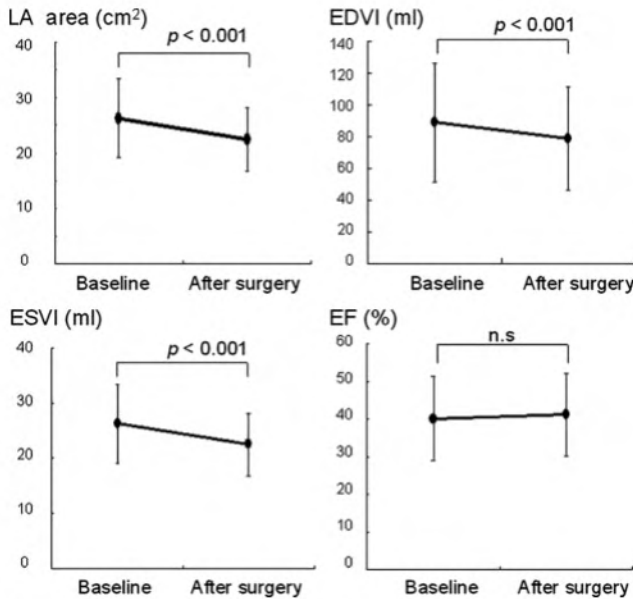 LA area (cm²)
p < 0.001
40
30
20
10
0
Baseline After surgery
EDVI (ml)
p < 0.001
140
120
100
80
60
40
20
0
Baseline After surgery
ESVI (ml)
p < 0.001
40
30
20
10
0
Baseline After surgery
EF (%)
n.s
60
50
40
30
20
10
0
Baseline After surgery